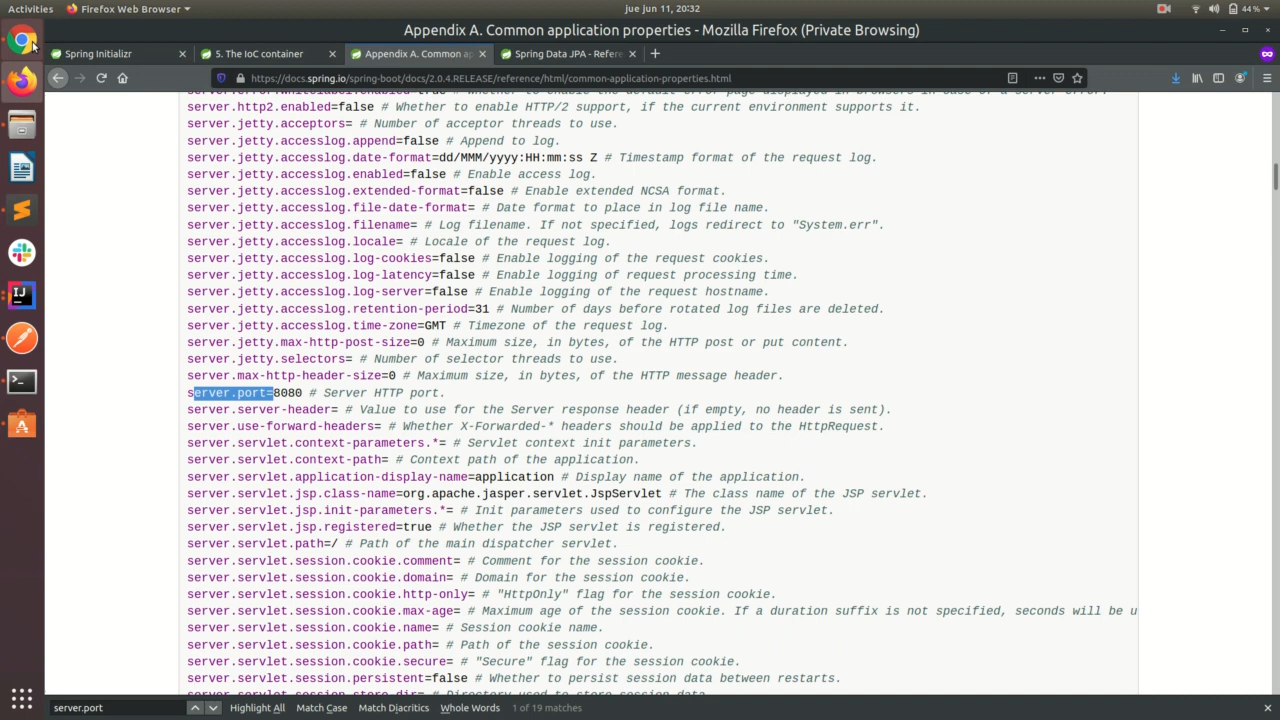 Activities
Firefox Web Browser
jue jun 11, 20:32
44 %
Appendix A. Common application properties - Mozilla Firefox (Private Browsing)
Spring Initializr
5. The IoC container
Appendix A. Common ap
Spring Data JPA - Refere
https://docs.spring.io/spring-boot/docs/2.0.4.RELEASE/reference/html/common-application-properties.html
server.http2.enabled=false # Whether to enable HTTP/2 support, if the current environment supports it.
server.jetty.acceptors= # Number of acceptor threads to use.
server.jetty.accesslog.append=false # Append to log.
server.jetty.accesslog.date-format=dd/MMM/yyyy:HH:mm:ss Z # Timestamp format of the request log.
server.jetty.accesslog.enabled=false # Enable access log.
server.jetty.accesslog.extended-format=false # Enable extended NCSA format.
server.jetty.accesslog.file-date-format= # Date format to place in log file name.
server.jetty.accesslog.filename= # Log filename. If not specified, logs redirect to "System.err".
server.jetty.accesslog.locale= # Locale of the request log.
server.jetty.accesslog.log-cookies=false # Enable logging of the request cookies.
server.jetty.accesslog.log-latency=false # Enable logging of request processing time.
server.jetty.accesslog.log-server=false # Enable logging of the request hostname.
server.jetty.accesslog.retention-period=31 # Number of days before rotated log files are deleted.
server.jetty.accesslog.time-zone=GMT # Timezone of the request log.
server.jetty.max-http-post-size=0 # Maximum size, in bytes, of the HTTP post or put content.
server.jetty.selectors= # Number of selector threads to use.
server.max-http-header-size=0 # Maximum size, in bytes, of the HTTP message header.
server.port=8080 # Server HTTP port.
server.server-header= # Value to use for the Server response header (if empty, no header is sent).
server.use-forward-headers= # Whether X-Forwarded-* headers should be applied to the HttpRequest.
server.servlet.context-parameters.*= # Servlet context init parameters.
server.servlet.context-path= # Context path of the application.
server.servlet.application-display-name=application # Display name of the application.
server.servlet.jsp.class-name=org.apache.jasper.servlet.JspServlet # The class name of the JSP servlet.
server.servlet.jsp.init-parameters.*= # Init parameters used to configure the JSP servlet.
server.servlet.jsp.registered=true # Whether the JSP servlet is registered.
server.servlet.path=/ # Path of the main dispatcher servlet.
server.servlet.session.cookie.comment= # Comment for the session cookie.
server.servlet.session.cookie.domain= # Domain for the session cookie.
server.servlet.session.cookie.http-only= # "HttpOnly" flag for the session cookie.
server.servlet.session.cookie.max-age= # Maximum age of the session cookie. If a duration suffix is not specified, seconds will be u
server.servlet.session.cookie.name= # Session cookie name.
server.servlet.session.cookie.path= # Path of the session cookie.
server.servlet.session.cookie.secure= # "Secure" flag for the session cookie.
server.servlet.session.persistent=false # Whether to persist session data between restarts.
server.servlet.session.store-dir= # Directory used to store session data.
server.port
Highlight All
Match Case
Match Diacritics
Whole Words
1 of 19 matches